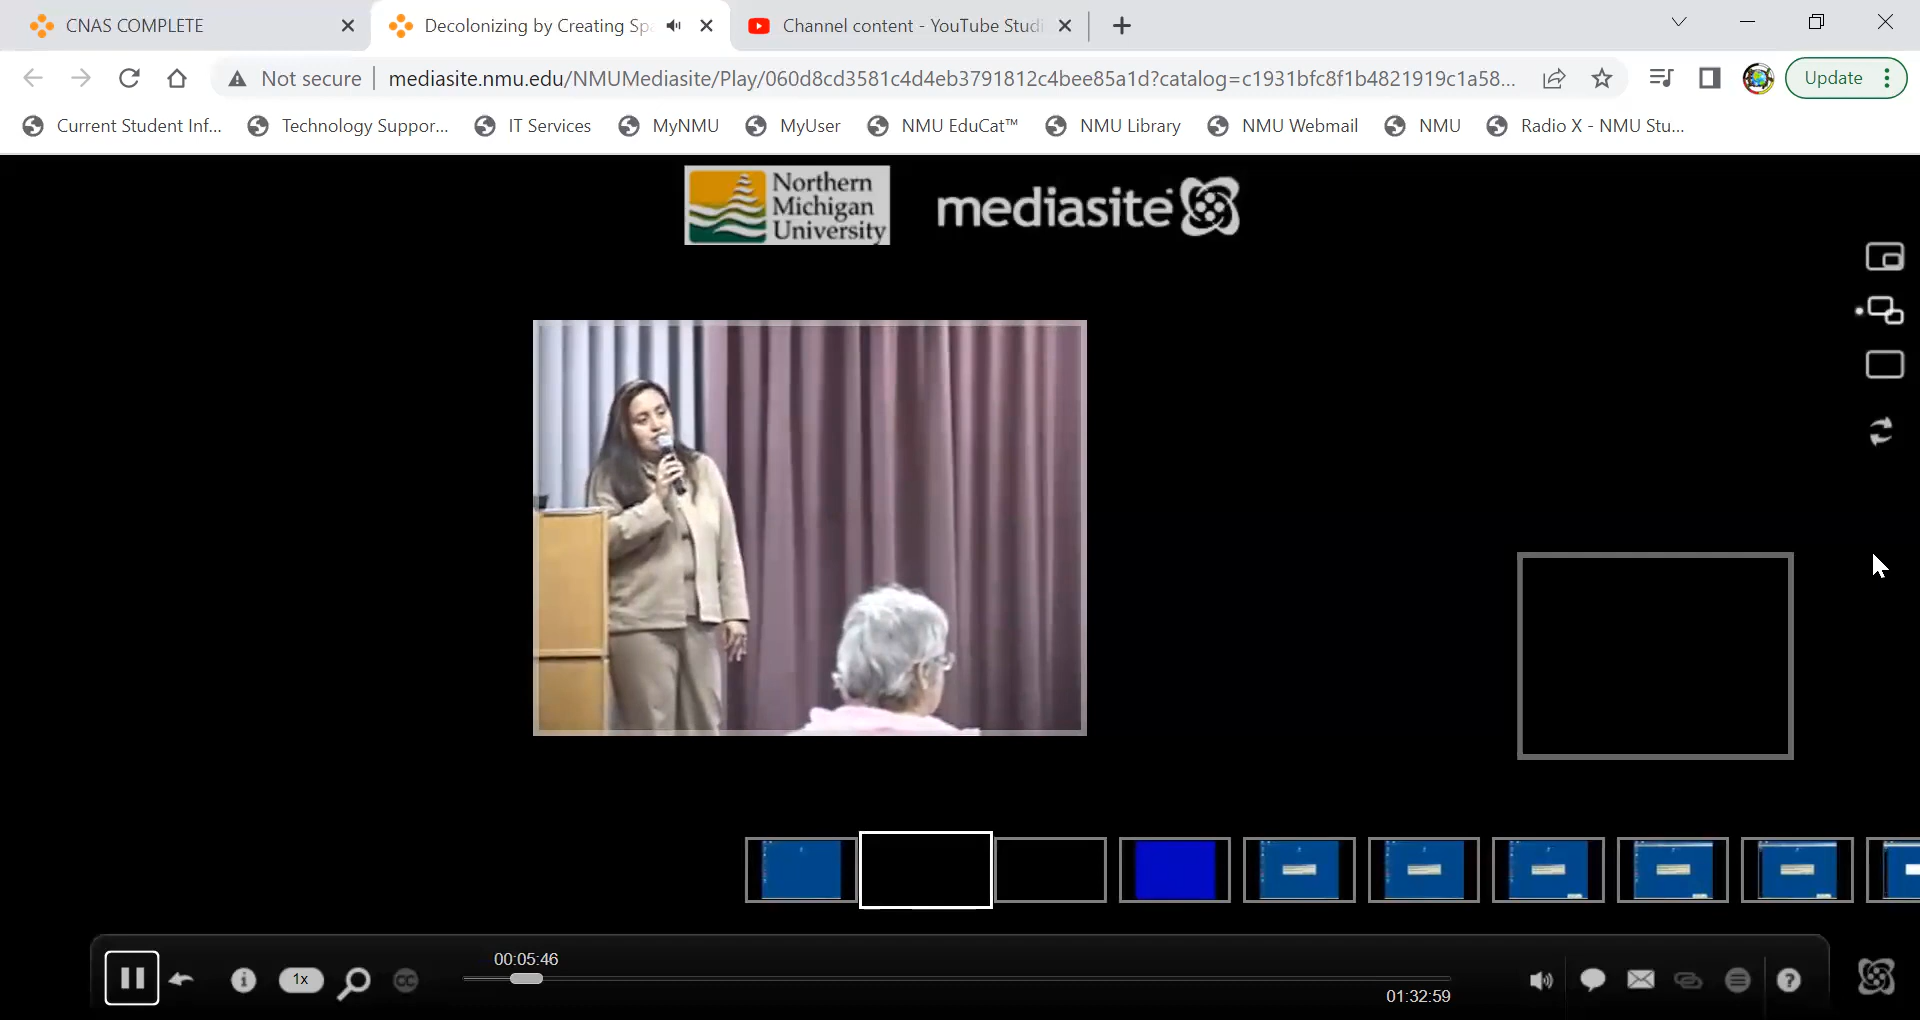 CNAS COMPLETE
Decolonizing by Creating Spa
Channel content - YouTube Studi
Not secure
mediasite.nmu.edu/NMUMediasite/Play/060d8cd3581c4d4eb3791812c4bee85a1d?catalog=c1931bfc8f1b4821919c1a58...
Update
Current Student Inf...
Technology Suppor...
IT Services
MyNMU
MyUser
NMU EduCat™
NMU Library
NMU Webmail
NMU
Radio X - NMU Stu...
Northern
Michigan
University
mediasite
00:05:46
1x
CC
01:32:59